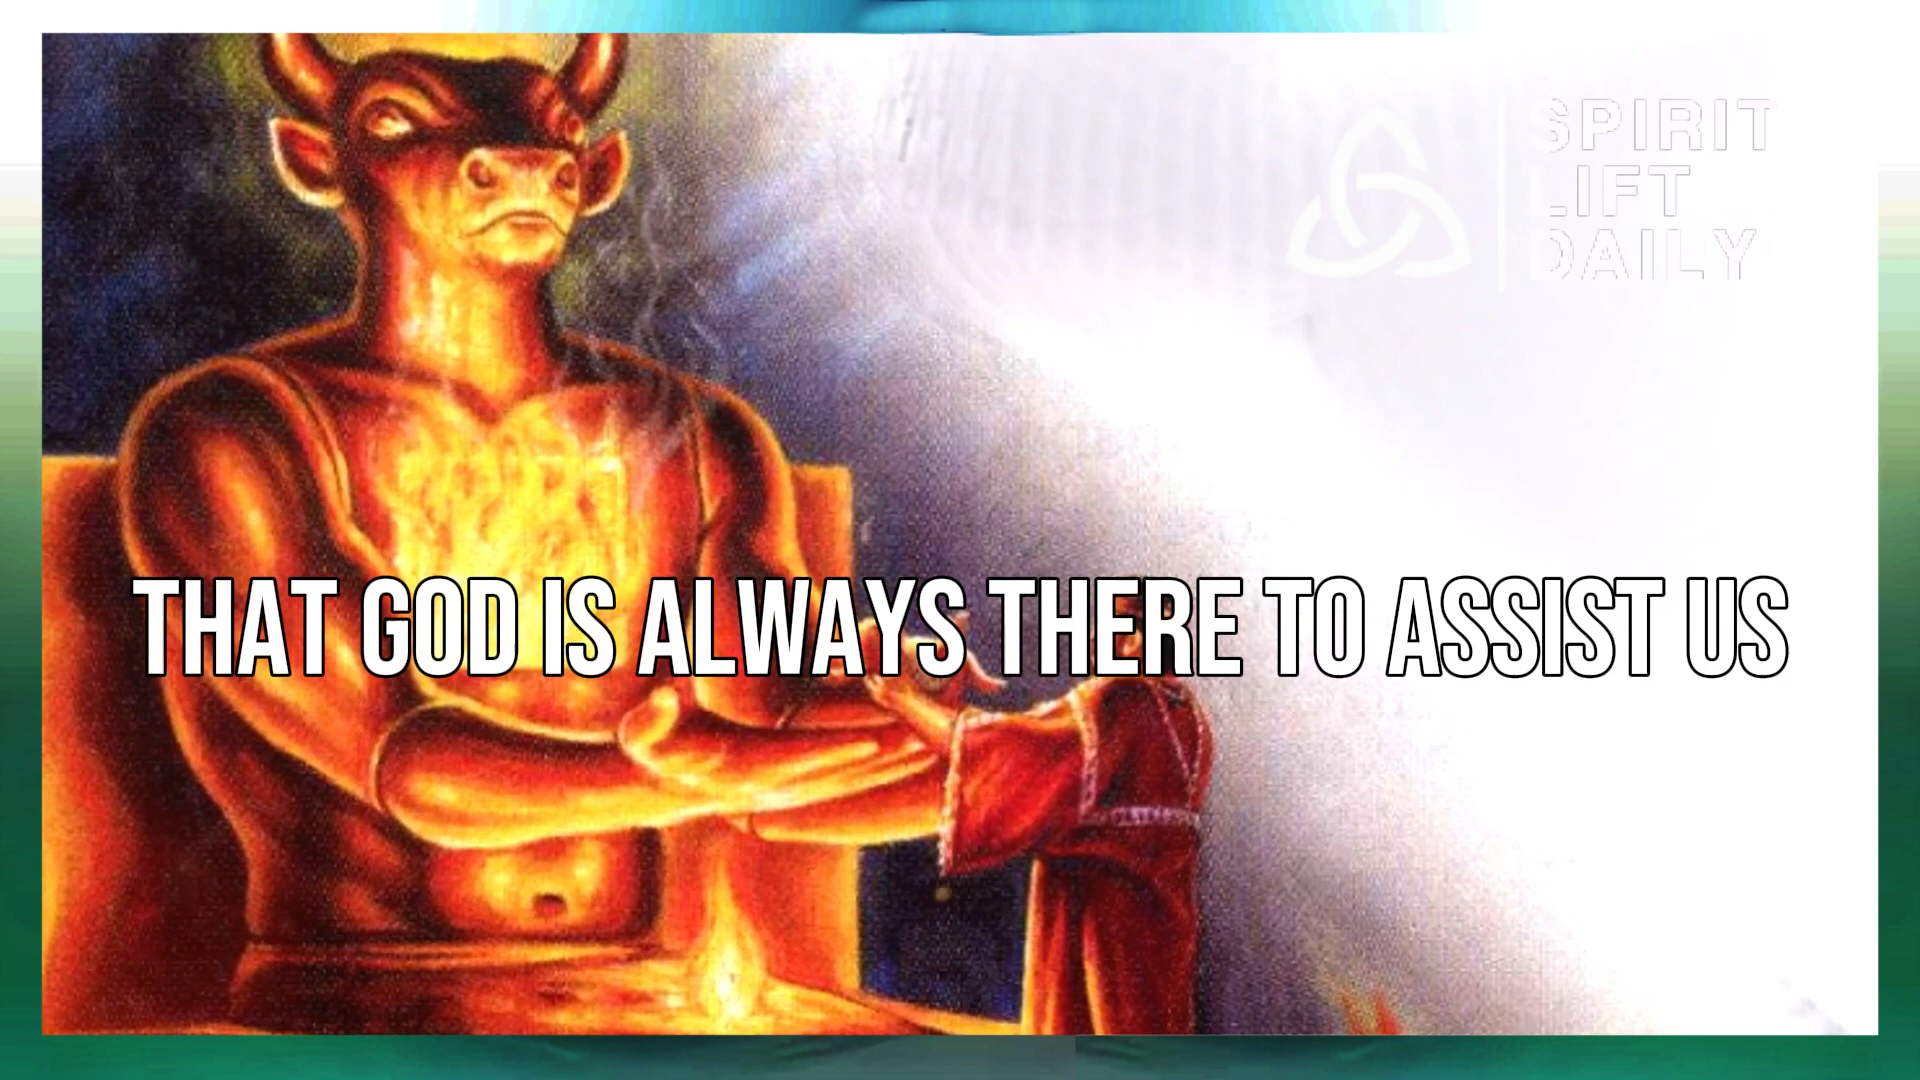 SPIRIT
LIFT
DAILY
THAT GOD IS ALWAYS THERE TO ASSIST US